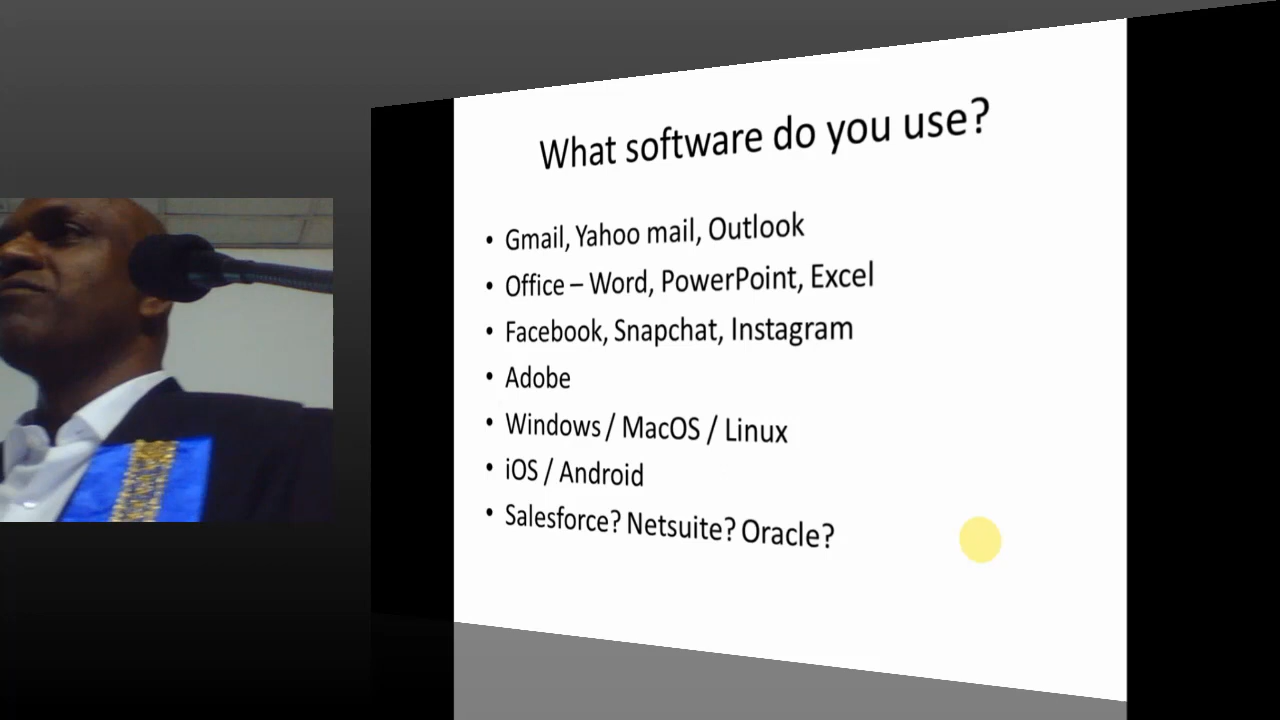 What software do you use?
• Gmail, Yahoo mail, Outlook
• Office – Word, PowerPoint, Excel
• Facebook, Snapchat, Instagram
• Adobe
• Windows / MacOS / Linux
• iOS / Android
• Salesforce? Netsuite? Oracle?